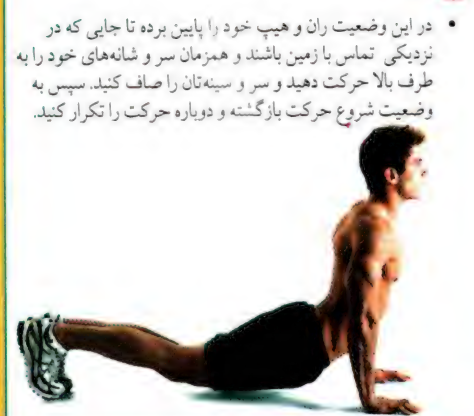 • در این وضعیت ران و هیپ خود را پایین برده تا جایی که در
نزدیکی تماس با زمین باشند و همزمان سر و شانه‌های خود را به
طرف بالا حرکت دهید و سر و سینه‌تان را صاف کنید. سپس به
وضعیت شروع حرکت بازگشته و دوباره حرکت را تکرار کنید.